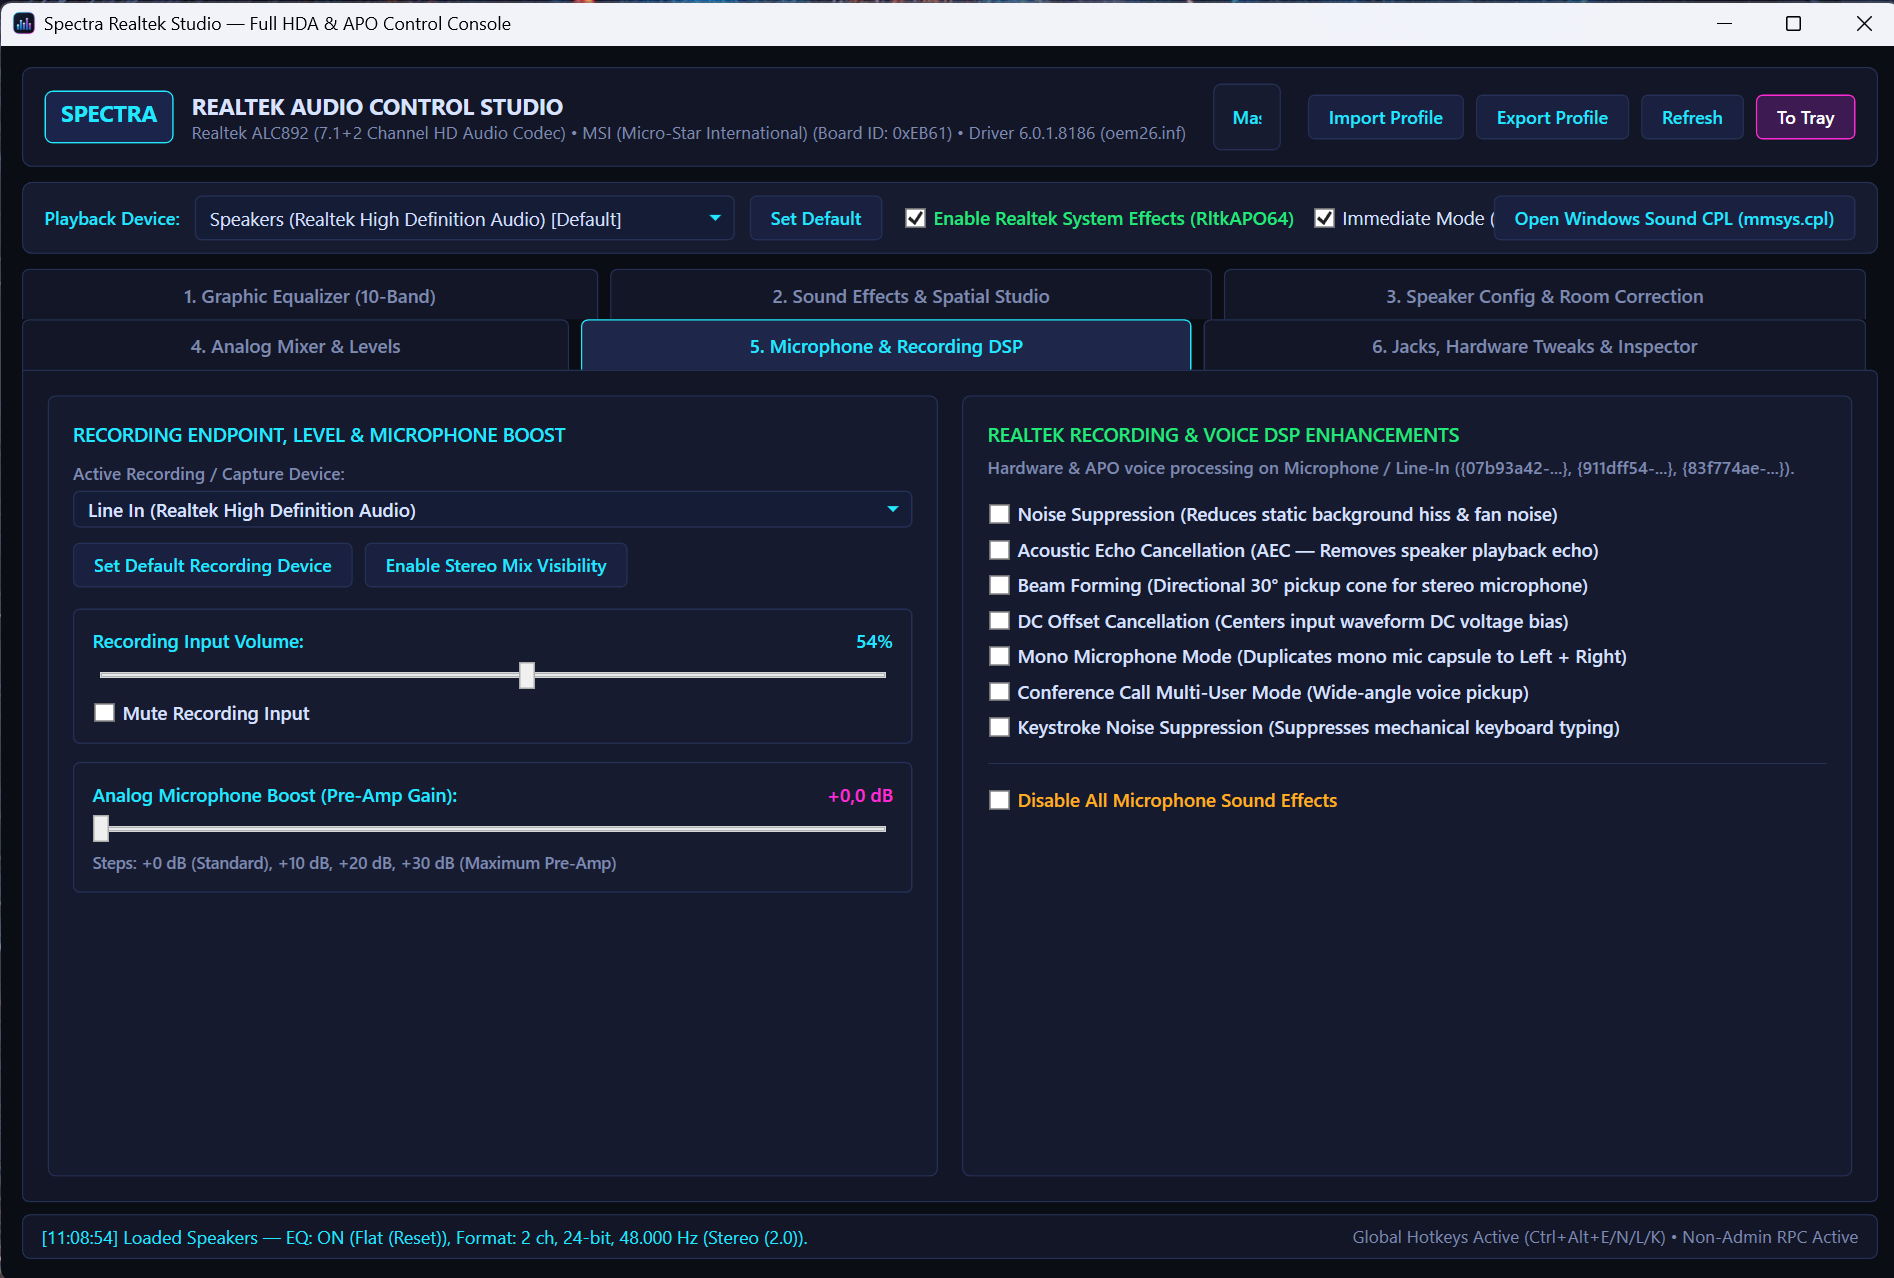 Spectra Realtek Studio — Full HDA & APO Control Console
SPECTRA
REALTEK AUDIO CONTROL STUDIO
Realtek ALC892 (7.1+2 Channel HD Audio Codec) • MSI (Micro-Star International) (Board ID: 0xEB61) • Driver 6.0.1.8186 (oem26.inf)
Mas
Import Profile
Export Profile
Refresh
To Tray
Playback Device:
Speakers (Realtek High Definition Audio) [Default]
Set Default
Enable Realtek System Effects (RltkAPO64)
Immediate Mode (
Open Windows Sound CPL (mmsys.cpl)
1. Graphic Equalizer (10-Band)
2. Sound Effects & Spatial Studio
3. Speaker Config & Room Correction
4. Analog Mixer & Levels
5. Microphone & Recording DSP
6. Jacks, Hardware Tweaks & Inspector
RECORDING ENDPOINT, LEVEL & MICROPHONE BOOST
Active Recording / Capture Device:
Line In (Realtek High Definition Audio)
Set Default Recording Device
Enable Stereo Mix Visibility
Recording Input Volume:
54%
Mute Recording Input
Analog Microphone Boost (Pre-Amp Gain):
+0,0 dB
Steps: +0 dB (Standard), +10 dB, +20 dB, +30 dB (Maximum Pre-Amp)
REALTEK RECORDING & VOICE DSP ENHANCEMENTS
Hardware & APO voice processing on Microphone / Line-In ({07b93a42-...}, {911dff54-...}, {83f774ae-...}).
Noise Suppression (Reduces static background hiss & fan noise)
Acoustic Echo Cancellation (AEC — Removes speaker playback echo)
Beam Forming (Directional 30° pickup cone for stereo microphone)
DC Offset Cancellation (Centers input waveform DC voltage bias)
Mono Microphone Mode (Duplicates mono mic capsule to Left + Right)
Conference Call Multi-User Mode (Wide-angle voice pickup)
Keystroke Noise Suppression (Suppresses mechanical keyboard typing)
Disable All Microphone Sound Effects
[11:08:54] Loaded Speakers — EQ: ON (Flat (Reset)), Format: 2 ch, 24-bit, 48.000 Hz (Stereo (2.0)).
Global Hotkeys Active (Ctrl+Alt+E/N/L/K) • Non-Admin RPC Active